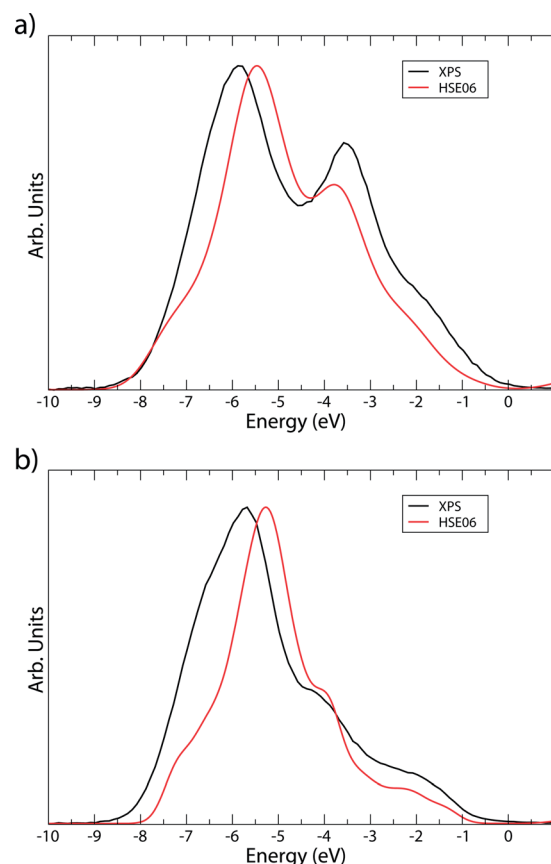 a)
XPS
HSE06
Arb. Units
-10 -9 -8 -7 -6 -5 -4 -3 -2 -1 0
Energy (eV)
b)
XPS
HSE06
Arb. Units
-10 -9 -8 -7 -6 -5 -4 -3 -2 -1 0
Energy (eV)